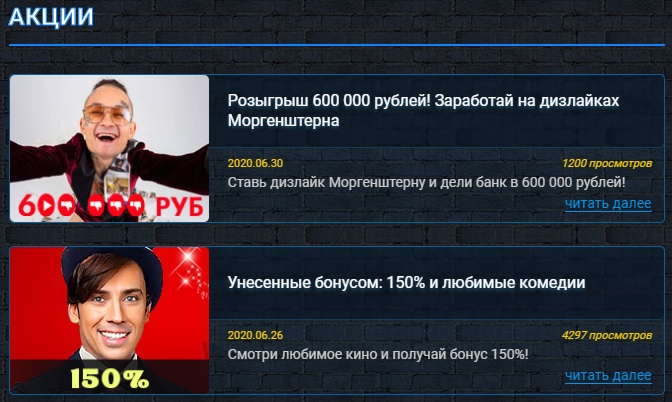 АКЦИИ
Розыгрыш 600 000 рублей! Заработай на дизлайках
Моргенштерна
2020.06.30
1200 просмотров
Ставь дизлайк Моргенштерну и дели банк в 600 000 рублей!
читать далее
600 000 РУБ
Унесенные бонусом: 150% и любимые комедии
2020.06.26
4297 просмотров
Смотри любимое кино и получай бонус 150%!
читать далее
150%